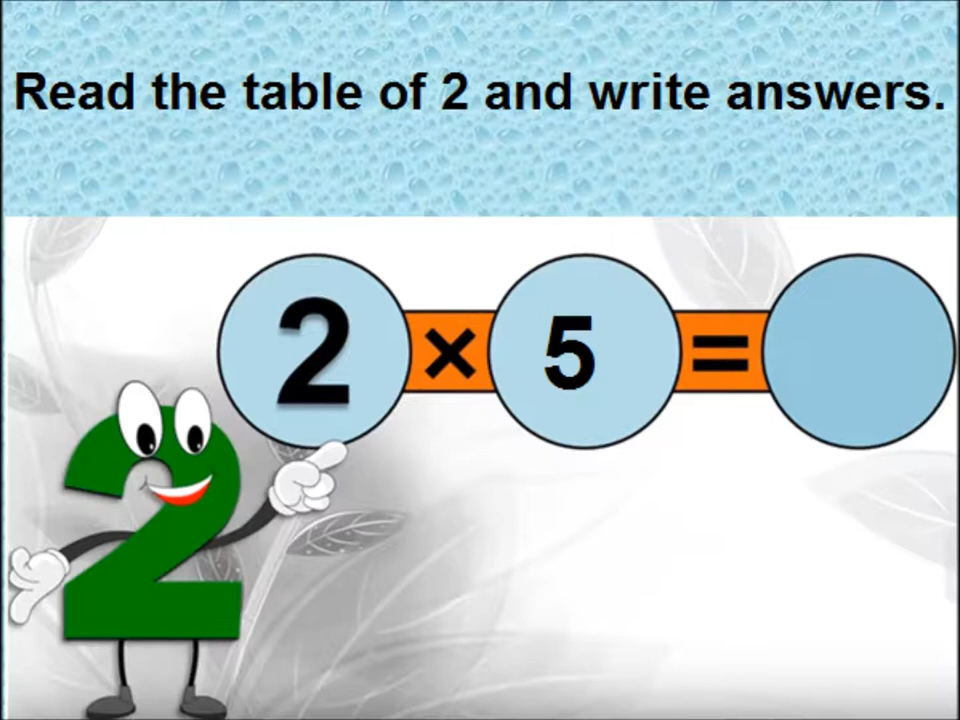 Read the table of 2 and write answers.
2 × 5 =